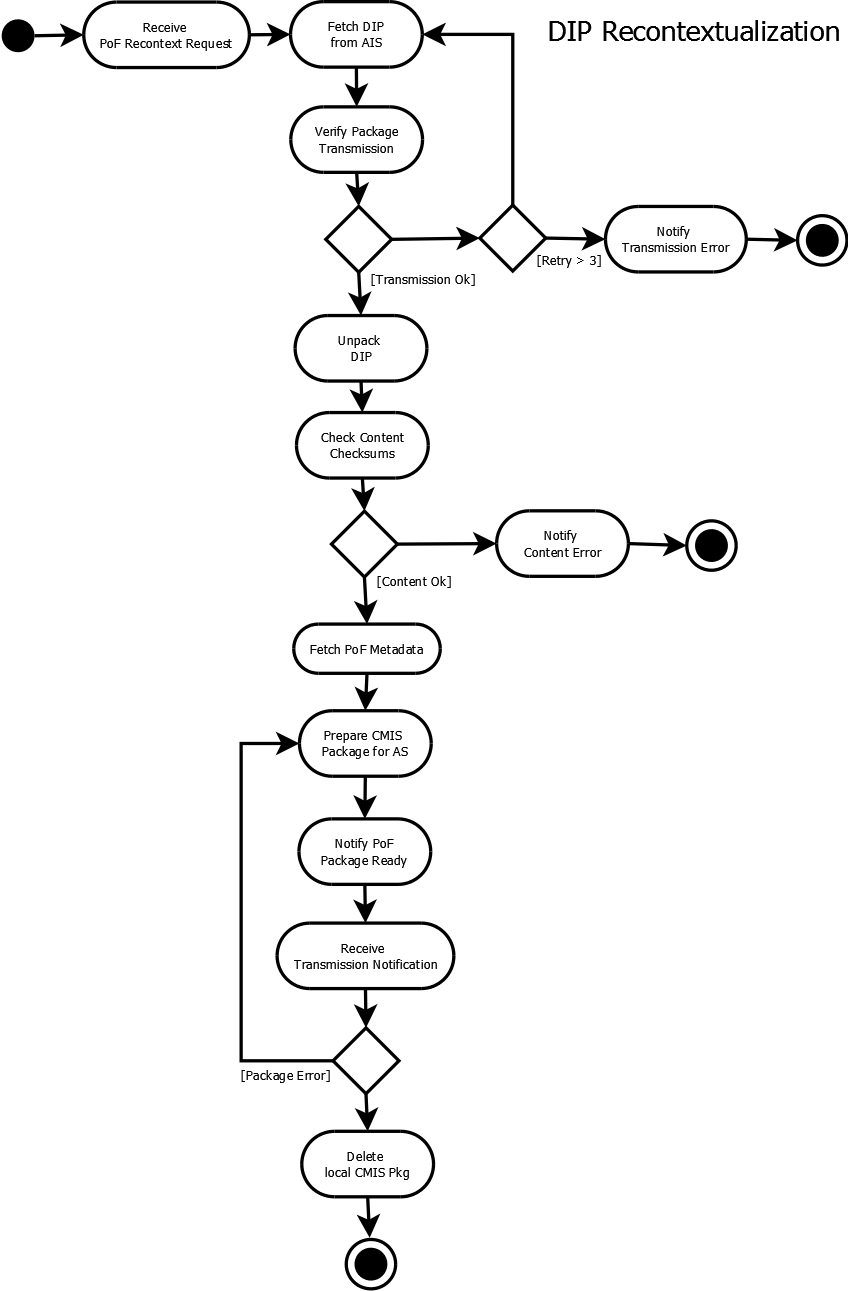 DIP Recontextualization
Receive
PoF Recontext Request
Fetch DIP
from AIS
Verify Package
Transmission
[Transmission Ok]
[Retry > 3]
Notify
Transmission Error
Unpack
DIP
Check Content
Checksums
[Content Ok]
Notify
Content Error
Fetch PoF Metadata
Prepare CMIS
Package for AS
Notify PoF
Package Ready
Receive
Transmission Notification
[Package Error]
Delete
local CMIS Pkg